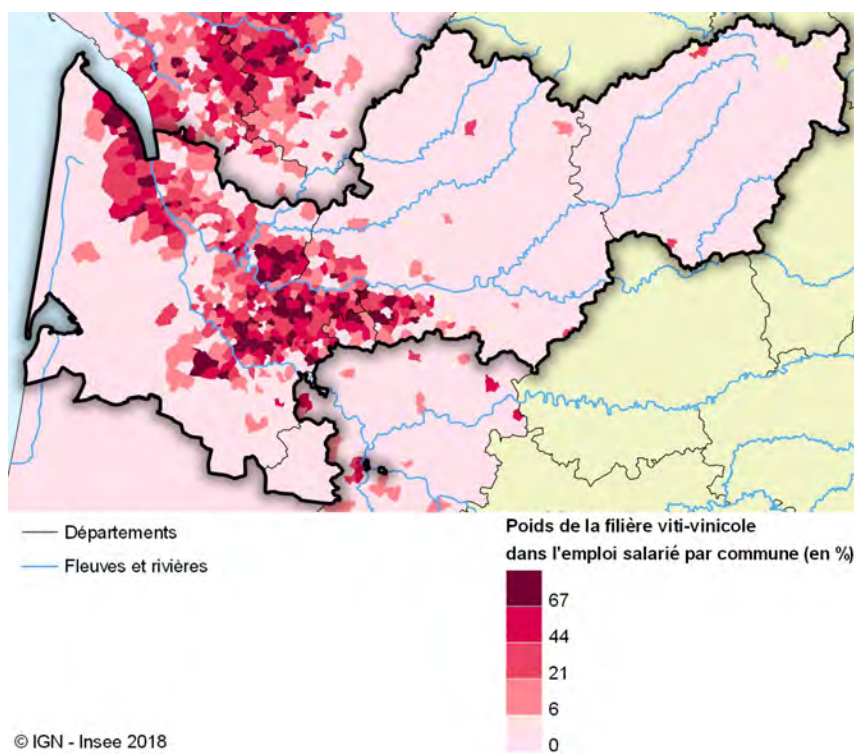 Départements
Fleuves et rivières
Poids de la filière viti-vinicole
dans l'emploi salarié par commune (en %)
67
44
21
6
0
© IGN - Insee 2018